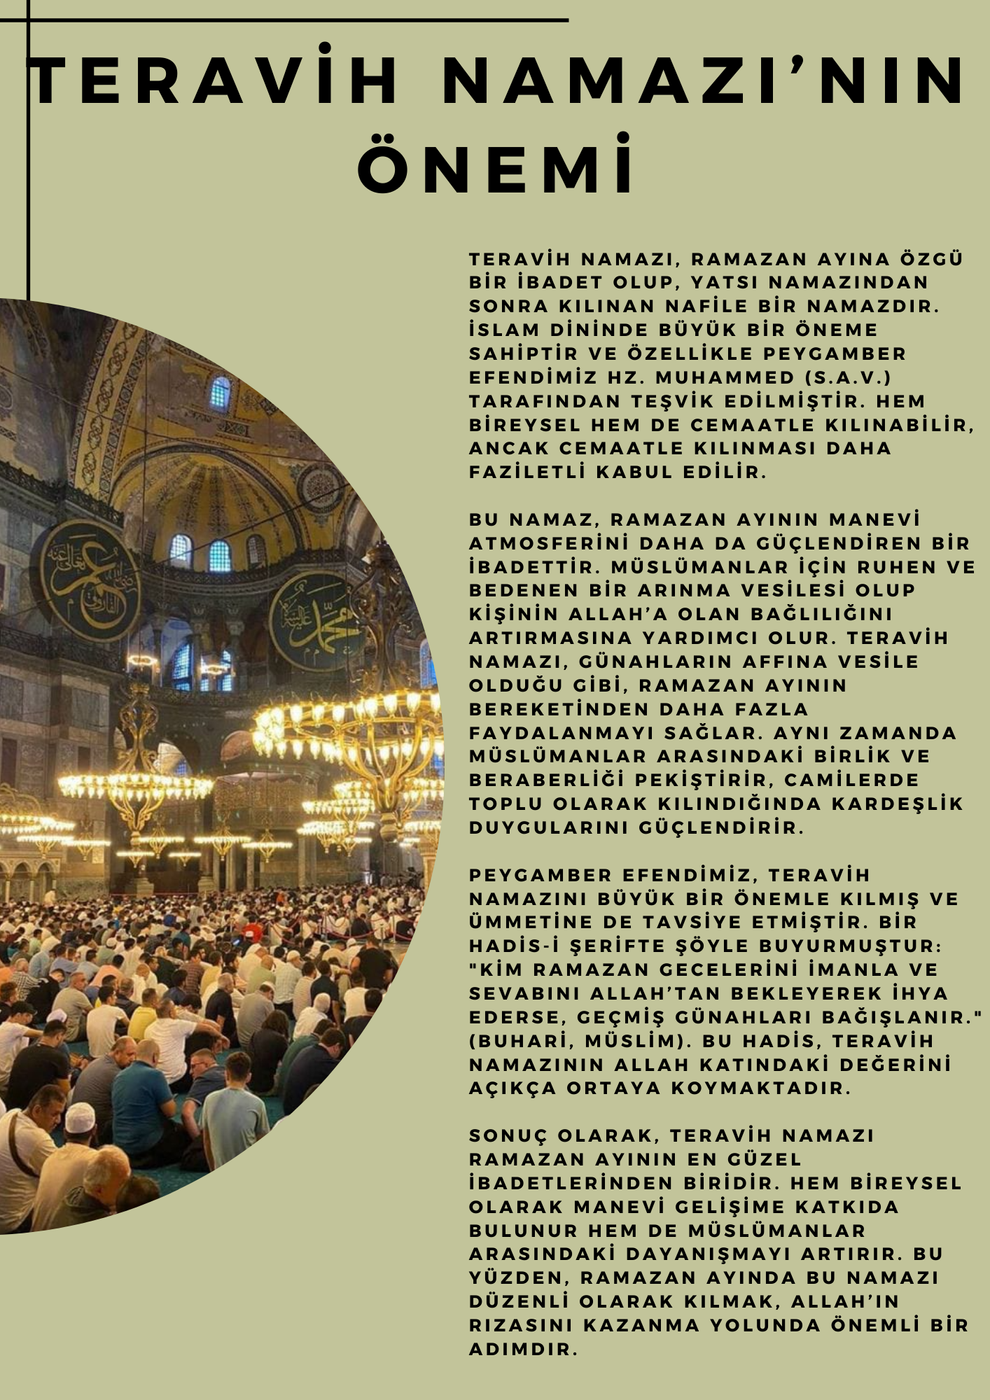 TERAVİH NAMAZI’NIN
ÖNEMİ
TERAVİH NAMAZI, RAMAZAN AYINA ÖZGÜ
BİR İBADET OLUP, YATSI NAMAZINDAN
SONRA KILINAN NAFİLE BİR NAMAZDIR.
İSLAM DİNİNDE BÜYÜK BİR ÖNEME
SAHİPTİR VE ÖZELLİKLE PEYGAMBER
EFENDİMİZ HZ. MUHAMMED (S.A.V.)
TARAFINDAN TEŞVİK EDİLMİŞTİR. HEM
BİREYSEL HEM DE CEMAATLE KILINABİLİR,
ANCAK CEMAATLE KILINMASI DAHA
FAZİLETLİ KABUL EDİLİR.
BU NAMAZ, RAMAZAN AYININ MANEVİ
ATMOSFERİNİ DAHA DA GÜÇLENDİREN BİR
İBADETTİR. MÜSLÜMANLAR İÇİN RUHEN VE
BEDENEN BİR ARINMA VESİLESİ OLUP
KİŞİNİN ALLAH’A OLAN BAĞLILIĞINI
ARTIRMASINA YARDIMCI OLUR. TERAVİH
NAMAZI, GÜNAHLARIN AFFINA VESİLE
OLDUĞU GİBİ, RAMAZAN AYININ
BEREKETİNDEN DAHA FAZLA
FAYDALANMAYI SAĞLAR. AYNI ZAMANDA
MÜSLÜMANLAR ARASINDAKİ BİRLİK VE
BERABERLİĞİ PEKİŞTİRİR, CAMİLERDE
TOPLU OLARAK KILINDIĞINDA KARDEŞLİK
DUYGULARINI GÜÇLENDİRİR.
PEYGAMBER EFENDİMİZ, TERAVİH
NAMAZINI BÜYÜK BİR ÖNEMLE KILMIŞ VE
ÜMMETİNE DE TAVSİYE ETMİŞTİR. BİR
HADİS-İ ŞERİFTE ŞÖYLE BUYURMUŞTUR:
"KİM RAMAZAN GECELERİNİ İMANLA VE
SEVABINI ALLAH’TAN BEKLEYEREK İHYA
EDERSE, GEÇMİŞ GÜNAHLARI BAĞIŞLANIR."
(BUHARİ, MÜSLİM). BU HADİS, TERAVİH
NAMAZININ ALLAH KATINDAKİ DEĞERİNİ
AÇIKÇA ORTAYA KOYMAKTADIR.
SONUÇ OLARAK, TERAVİH NAMAZI
RAMAZAN AYININ EN GÜZEL
İBADETLERİNDEN BİRİDİR. HEM BİREYSEL
OLARAK MANEVİ GELİŞİME KATKIDA
BULUNUR HEM DE MÜSLÜMANLAR
ARASINDAKİ DAYANIŞMAYI ARTIRIR. BU
YÜZDEN, RAMAZAN AYINDA BU NAMAZI
DÜZENLİ OLARAK KILMAK, ALLAH’IN
RIZASINI KAZANMA YOLUNDA ÖNEMLİ BİR
ADIMDIR.